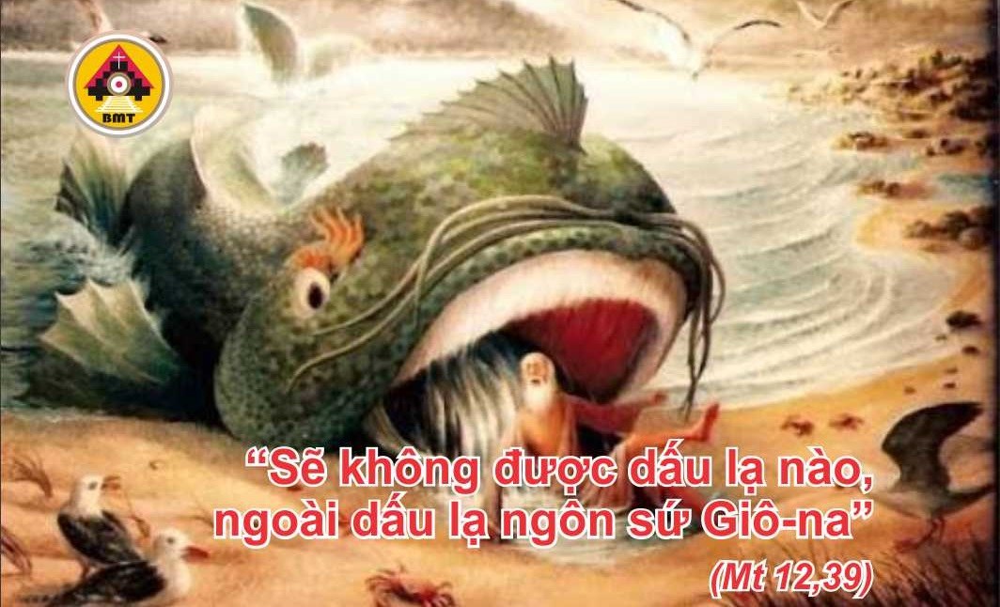 BMT
“Sẽ không được dấu lạ nào,
ngoài dấu lạ ngôn sứ Giô-na”
(Mt 12,39)